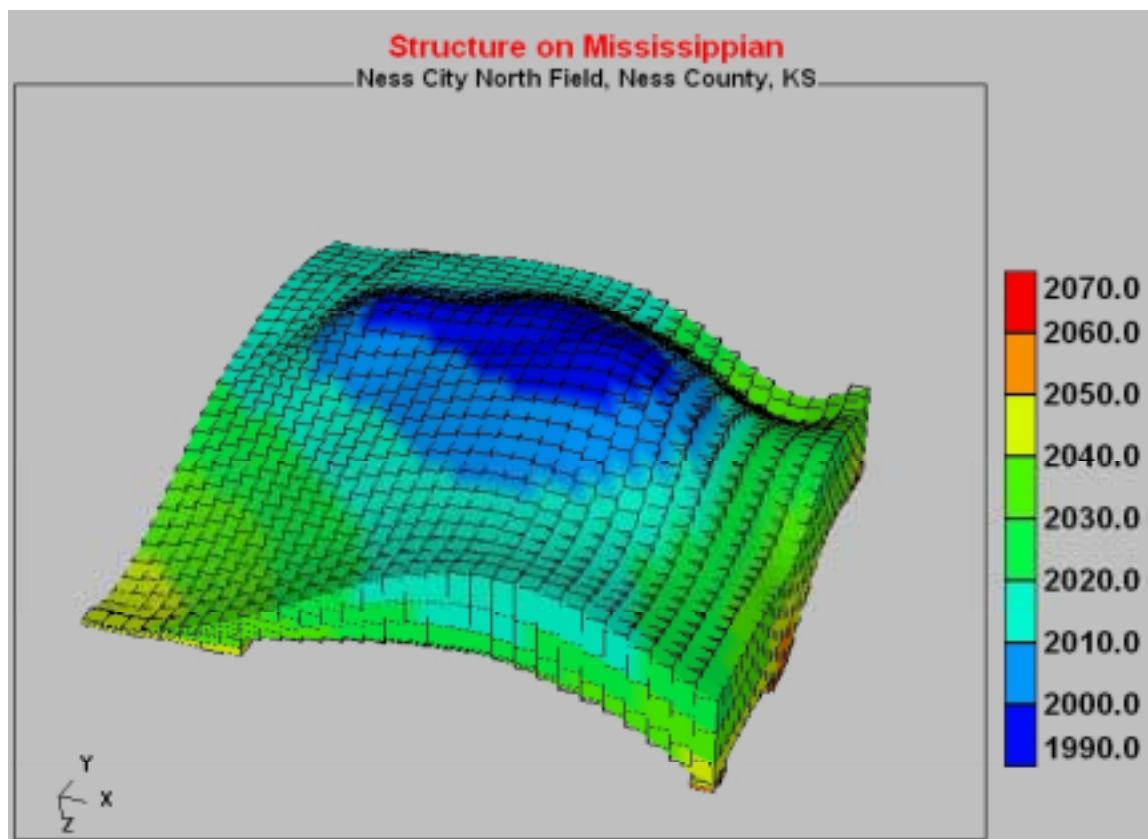 Structure on Mississippian
Ness City North Field, Ness County, KS
2070.0
2060.0
2050.0
2040.0
2030.0
2020.0
2010.0
2000.0
1990.0
Y
X
Z